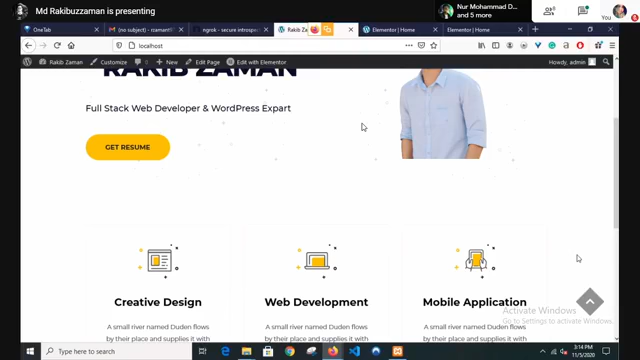 Md Rakibuzzaman is presenting
Nur Mohammad D...
and 5 more
You
OneTab
(no subject) - rzamant
ngrok - secure introsp
Rakib Zaman
Elementor | Home
Elementor | Home
localhost
Rakib Zaman
Customize
0
New
Edit Page
Edit with Elementor
Howdy, admin
RAKIB ZAMAN
Full Stack Web Developer & WordPress Expart
GET RESUME
Creative Design
Web Development
Mobile Application
A small river named Duden flows
by their place and supplies it with
A small river named Duden flows
by their place and supplies it with
A small river named Duden flows
by their place and supplies it with
Activate Windows
Go to Settings to activate Windows.
Type here to search
3:14 PM
11/5/2020